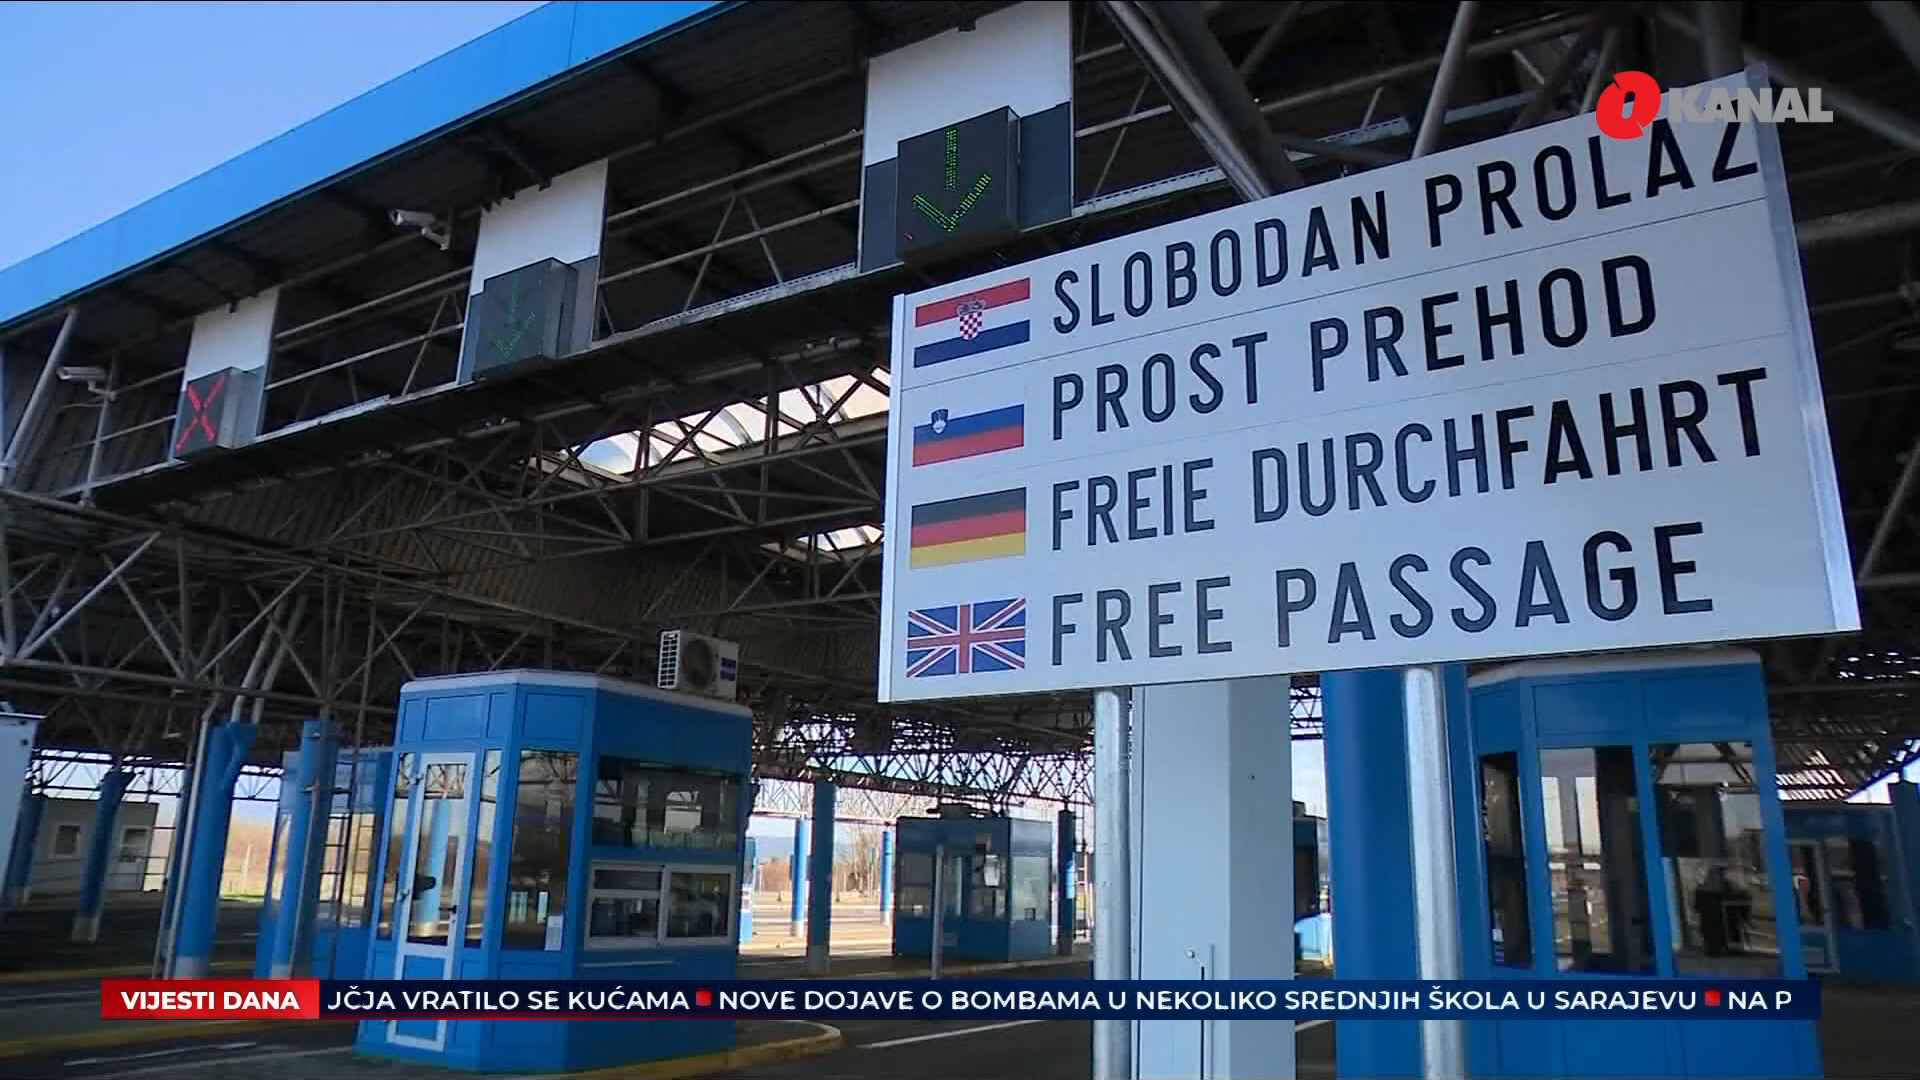 O KANAL
SLOBODAN PROLAZ
PROST PREHOD
FREIE DURCHFAHRT
FREE PASSAGE
VIJESTI DANA
UČJA VRATILO SE KUĆAMA ■ NOVE DOJAVE O BOMBAMA U NEKOLIKO SREDNJIH ŠKOLA U SARAJEVU ■ NA P